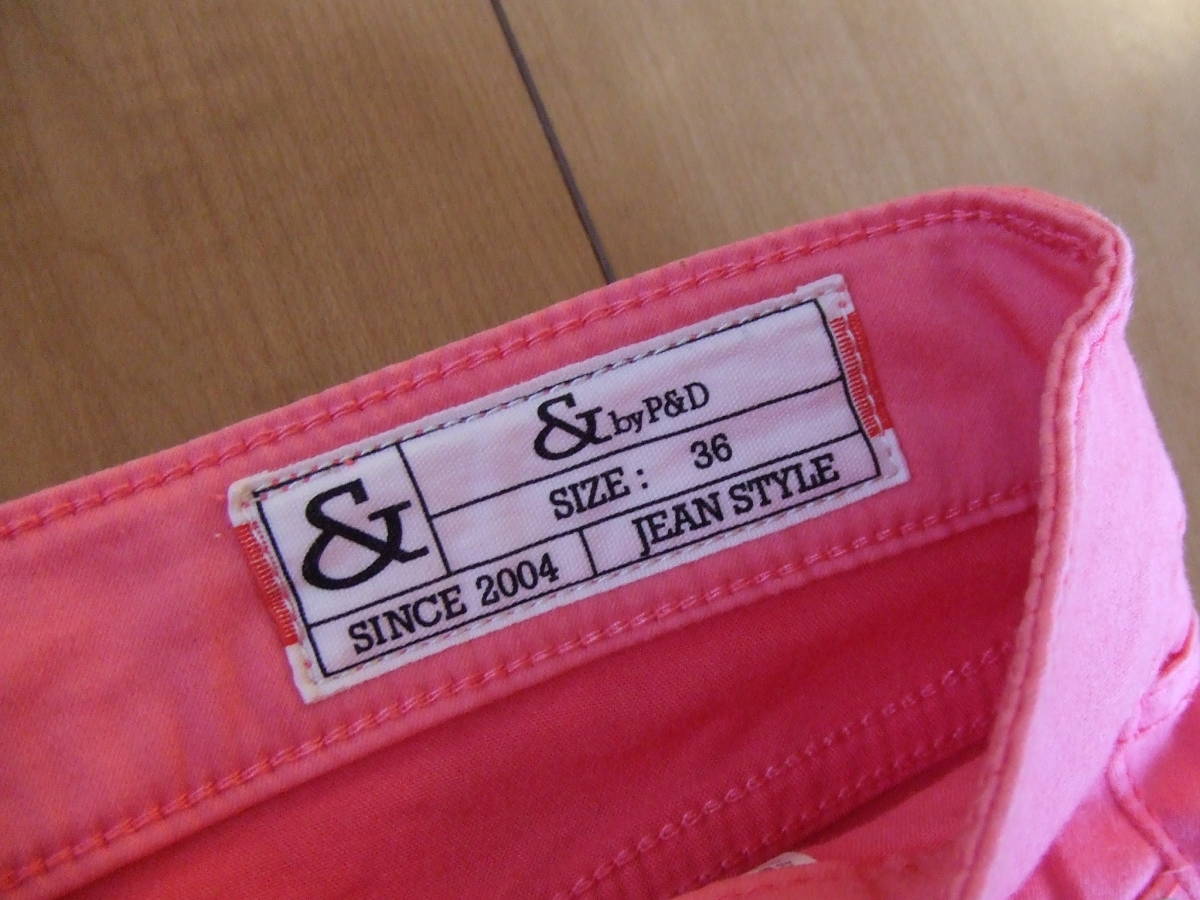 &
& by P&D
SIZE : 36
SINCE 2004
JEAN STYLE